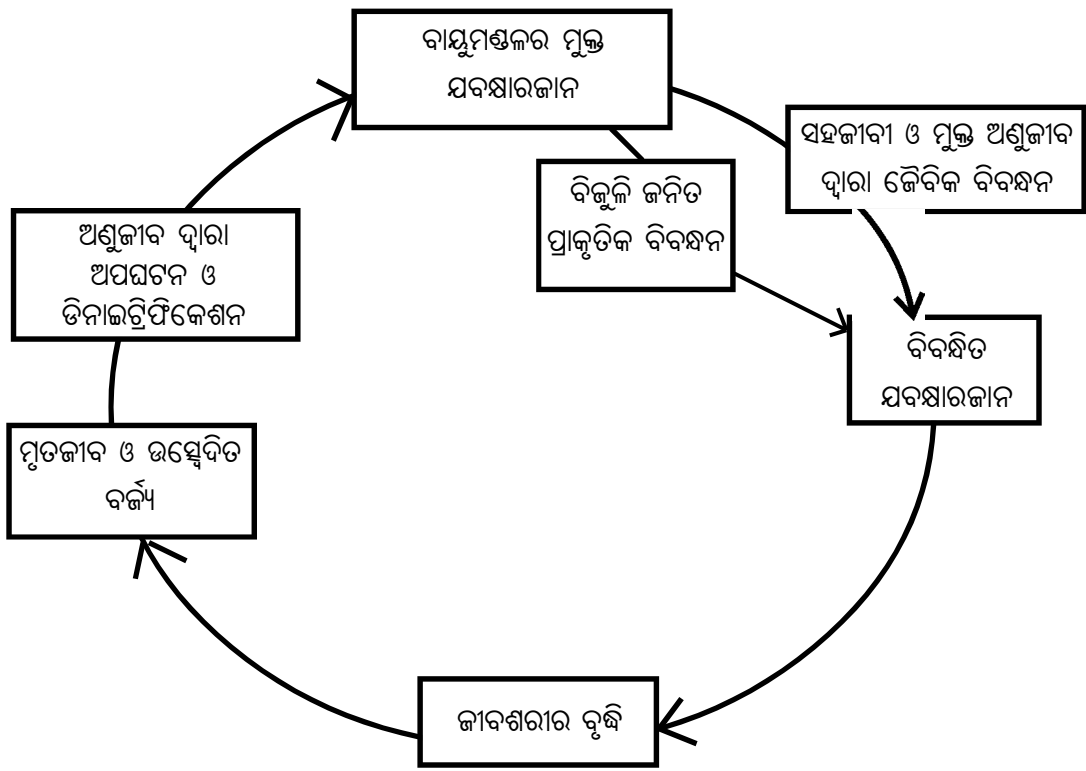 ବାୟୁମଣ୍ଡଳର ମୁକ୍ତ
ଯବକ୍ଷାରଜାନ
ସହଜୀବୀ ଓ ମୁକ୍ତ ଅଣୁଜୀବ
ଦ୍ୱାରା ଜୈବିକ ବିବନ୍ଧନ
ବିଜୁଳି ଜନିତ
ପ୍ରାକୃତିକ ବିବନ୍ଧନ
ବିବନ୍ଧିତ
ଯବକ୍ଷାରଜାନ
ଜୀବଶରୀର ବୃଦ୍ଧି
ମୃତଜୀବ ଓ ଉତ୍ସ୍ୱେଦିତ
ବର୍ଜ୍ୟ
ଅଣୁଜୀବ ଦ୍ୱାରା
ଅପଘଟନ ଓ
ଡିନାଇଟ୍ରିଫିକେଶନ